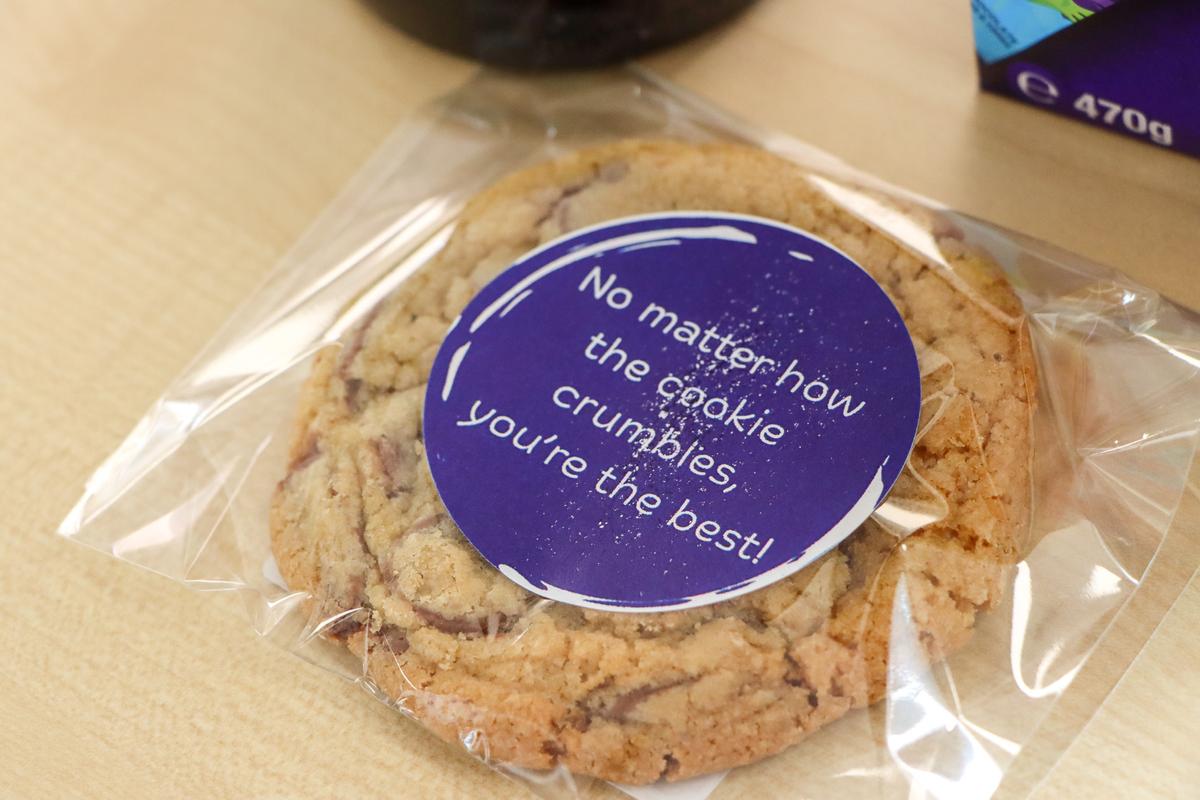 ℮ 470g
No matter how
the cookie
crumbles,
you're the best!